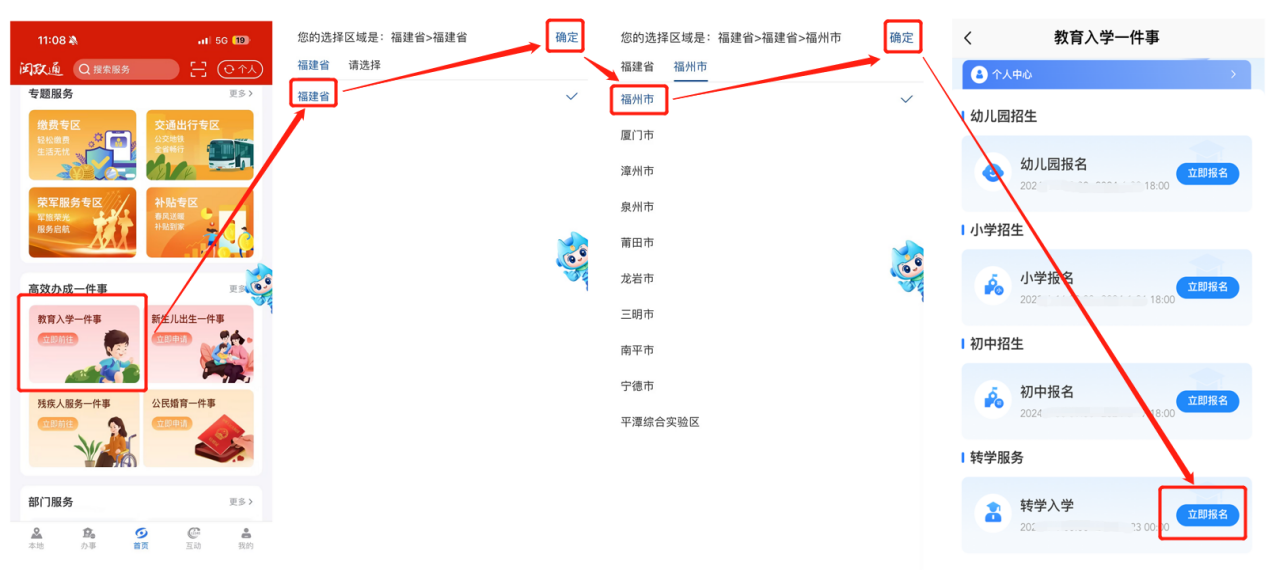 11:08
5G 19
闽政通
搜索服务
个人
专题服务
更多
缴费专区
轻松缴费
生活无忧
交通出行专区
公交地铁
全省畅行
荣军服务专区
军旅荣光
服务启航
补贴专区
春风送暖
补贴到家
高效办成一件事
教育入学一件事
立即前往
新生儿出生一件事
立即申请
残疾人服务一件事
立即前往
公民婚育一件事
立即申请
部门服务
更多
本地
办事
首页
互动
我的
您的选择区域是：福建省>福建省
确定
福建省
请选择
福建省
您的选择区域是：福建省>福建省>福州市
确定
福建省
福州市
福州市
厦门市
漳州市
泉州市
莆田市
龙岩市
三明市
南平市
宁德市
平潭综合实验区
教育入学一件事
个人中心
幼儿园招生
幼儿园报名
立即报名
18:00
小学招生
小学报名
立即报名
18:00
初中招生
初中报名
立即报名
2024
18:00
转学服务
转学入学
立即报名